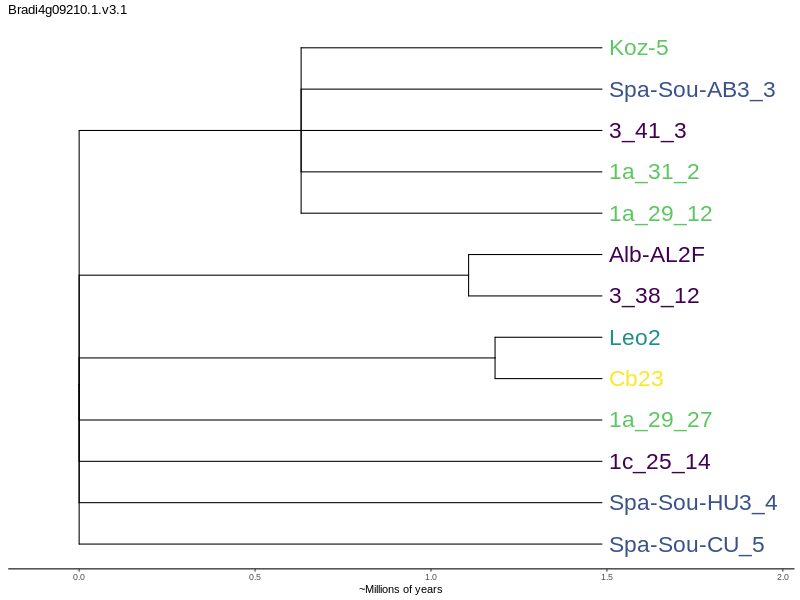 Bradi4g09210.1.v3.1
Koz-5
Spa-Sou-AB3_3
3_41_3
1a_31_2
1a_29_12
Alb-AL2F
3_38_12
Leo2
Cb23
1a_29_27
1c_25_14
Spa-Sou-HU3_4
Spa-Sou-CU_5
0.0 0.5 1.0 1.5 2.0
~Millions of years